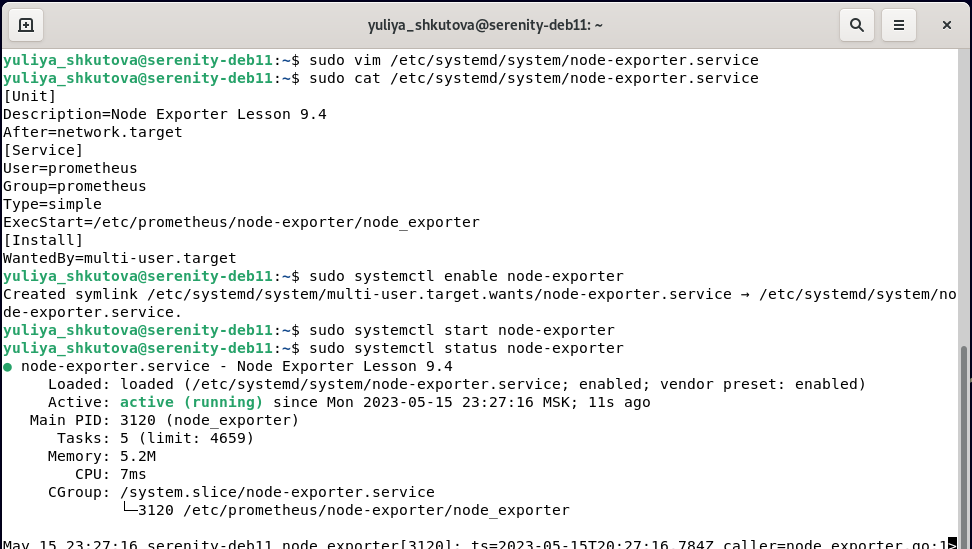 yuliya_shkutova@serenity-deb11: ~
yuliya_shkutova@serenity-deb11:~$ sudo vim /etc/systemd/system/node-exporter.service
yuliya_shkutova@serenity-deb11:~$ sudo cat /etc/systemd/system/node-exporter.service
[Unit]
Description=Node Exporter Lesson 9.4
After=network.target
[Service]
User=prometheus
Group=prometheus
Type=simple
ExecStart=/etc/prometheus/node-exporter/node_exporter
[Install]
WantedBy=multi-user.target
yuliya_shkutova@serenity-deb11:~$ sudo systemctl enable node-exporter
Created symlink /etc/systemd/system/multi-user.target.wants/node-exporter.service → /etc/systemd/system/no
de-exporter.service.
yuliya_shkutova@serenity-deb11:~$ sudo systemctl start node-exporter
yuliya_shkutova@serenity-deb11:~$ sudo systemctl status node-exporter
● node-exporter.service - Node Exporter Lesson 9.4
Loaded: loaded (/etc/systemd/system/node-exporter.service; enabled; vendor preset: enabled)
Active: active (running) since Mon 2023-05-15 23:27:16 MSK; 11s ago
Main PID: 3120 (node_exporter)
Tasks: 5 (limit: 4659)
Memory: 5.2M
CPU: 7ms
CGroup: /system.slice/node-exporter.service
└─3120 /etc/prometheus/node-exporter/node_exporter
May 15 23:27:16 serenity-deb11 node_exporter[3120]: ts=2023-05-15T20:27:16.784Z caller=node_exporter.go:1>